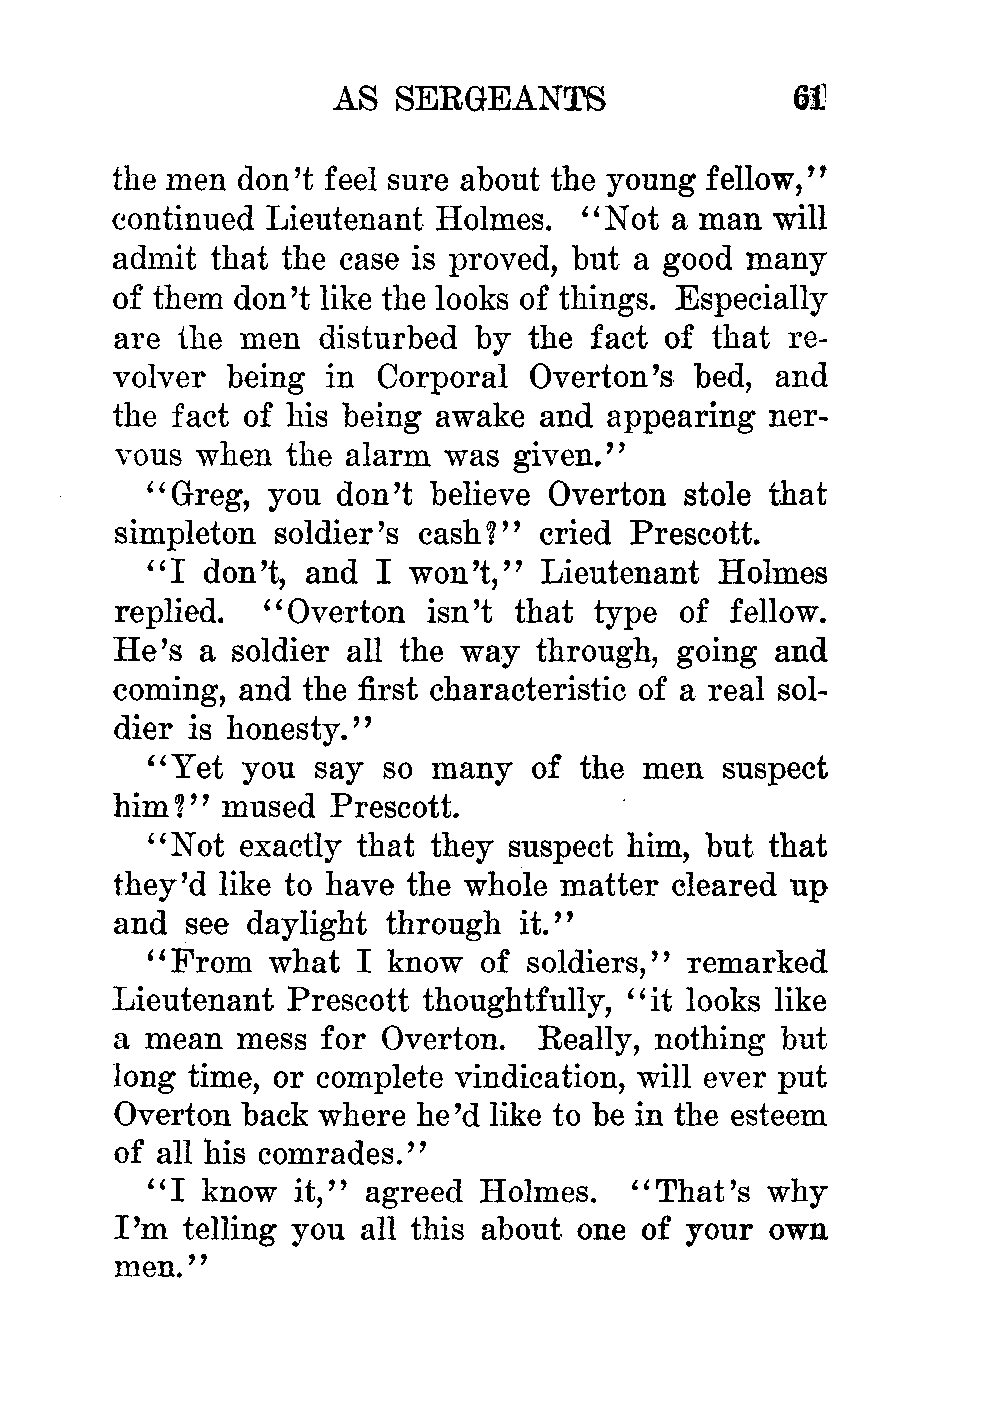 AS SERGEANTS 61
the men don't feel sure about the young fellow,"
continued Lieutenant Holmes. "Not a man will
admit that the case is proved, but a good many
of them don't like the looks of things. Especially
are the men disturbed by the fact of that re-
volver being in Corporal Overton's bed, and
the fact of his being awake and appearing ner-
vous when the alarm was given."
"Greg, you don't believe Overton stole that
simpleton soldier's cash?" cried Prescott.
"I don't, and I won't," Lieutenant Holmes
replied. "Overton isn't that type of fellow.
He's a soldier all the way through, going and
coming, and the first characteristic of a real sol-
dier is honesty."
"Yet you say so many of the men suspect
him?" mused Prescott.
"Not exactly that they suspect him, but that
they'd like to have the whole matter cleared up
and see daylight through it."
"From what I know of soldiers," remarked
Lieutenant Prescott thoughtfully, "it looks like
a mean mess for Overton. Really, nothing but
long time, or complete vindication, will ever put
Overton back where he'd like to be in the esteem
of all his comrades."
"I know it," agreed Holmes. "That's why
I'm telling you all this about one of your own
men."